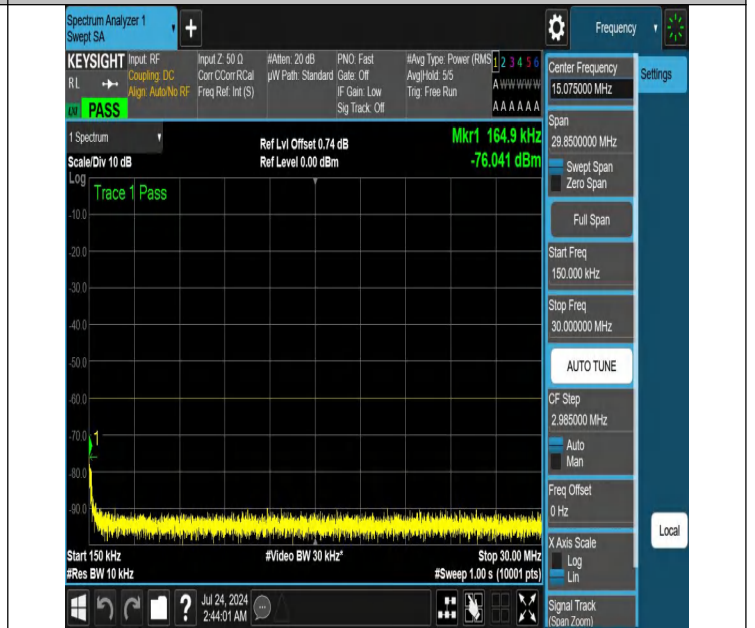 Spectrum Analyzer 1
Swept SA
+
Frequency
KEYSIGHT
RL
PASS
Input: RF
Coupling: DC
Align: Auto/No RF
Input Z: 50 Ω
Corr CCorr RCal
Freq Ref: Int (S)
#Atten: 20 dB
µW Path: Standard
PNO: Fast
Gate: Off
IF Gain: Low
Sig Track: Off
#Avg Type: Power (RMS
Avg|Hold: 5/5
Trig: Free Run
1 2 3 4 5 6
A W W W W W
A A A A A A
1 Spectrum
Scale/Div 10 dB
Ref Lvl Offset 0.74 dB
Ref Level 0.00 dBm
Mkr1 164.9 kHz
-76.041 dBm
Log
Trace 1 Pass
-10.0
-20.0
-30.0
-40.0
-50.0
-60.0
-70.0
1
-80.0
-90.0
Start 150 kHz
#Res BW 10 kHz
#Video BW 30 kHz*
Stop 30.00 MHz
#Sweep 1.00 s (10001 pts)
?
Jul 24, 2024
2:44:01 AM
Center Frequency
15.075000 MHz
Span
29.8500000 MHz
Swept Span
Zero Span
Full Span
Start Freq
150.000 kHz
Stop Freq
30.000000 MHz
AUTO TUNE
CF Step
2.985000 MHz
Auto
Man
Freq Offset
0 Hz
X Axis Scale
Log
Lin
Signal Track
(Span Zoom)
Settings
Local